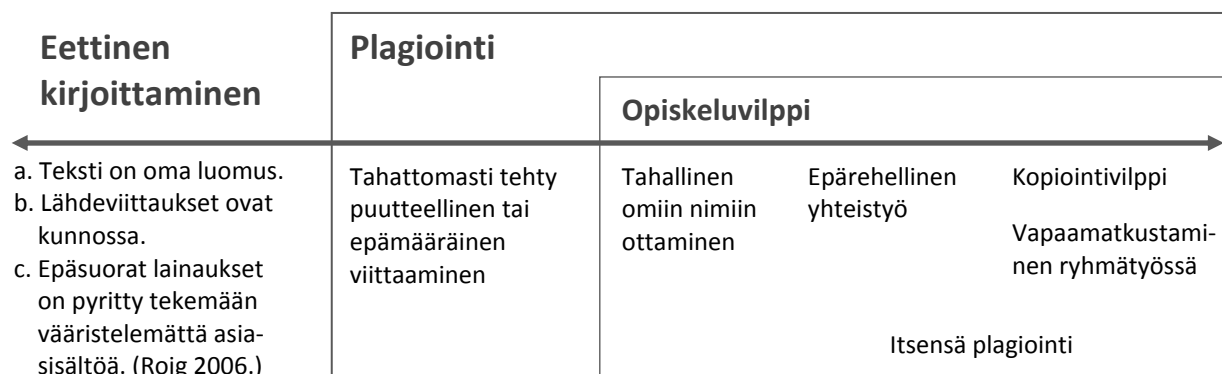 Eettinen
kirjoittaminen
Plagiointi
Opiskeluvilppi
a. Teksti on oma luomus.
b. Lähdeviittaukset ovat
kunnossa.
c. Epäsuorat lainaukset
on pyritty tekemään
vääristelemättä asia-
sisältöä. (Roig 2006.)
Tahattomasti tehty
puutteellinen tai
epämääräinen
viittaaminen
Tahallinen
omiin nimiin
ottaminen
Epärehellinen
yhteistyö
Kopiointivilppi
Vapaamatkustami-
nen ryhmätyössä
Itsensä plagiointi